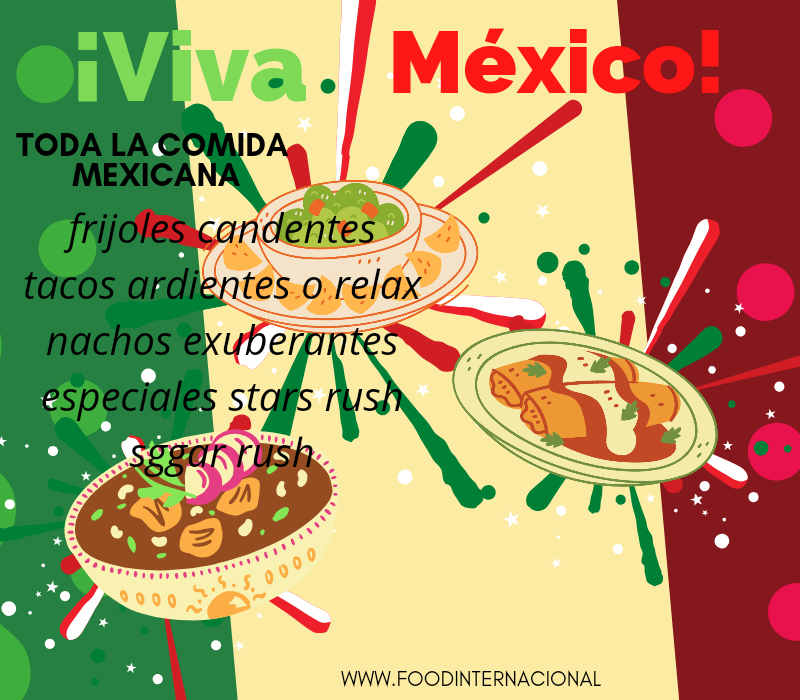 ¡Viva México!
TODA LA COMIDA
MEXICANA
frijoles candentes
tacos ardientes o relax
nachos exuberantes
especiales stars rush
sggar rush
WWW.FOODINTERNACIONAL